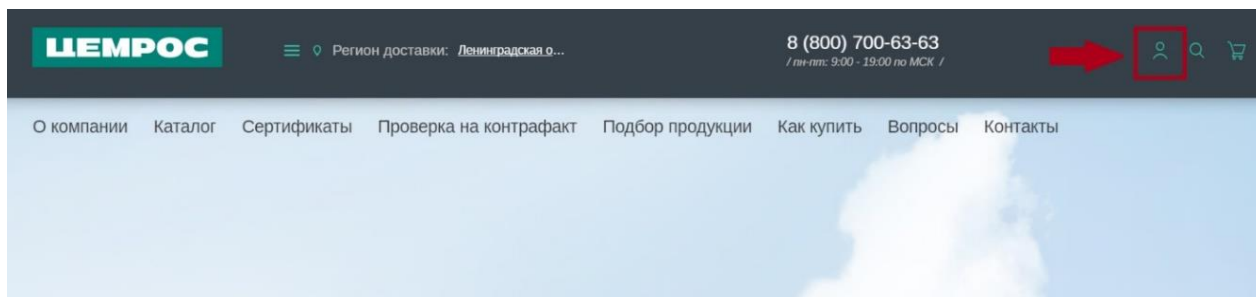 ЦЕМРОС
Регион доставки: Ленинградская о...
8 (800) 700-63-63
/ пн-пт: 9:00 - 19:00 по МСК /
О компании Каталог Сертификаты Проверка на контрафакт Подбор продукции Как купить Вопросы Контакты